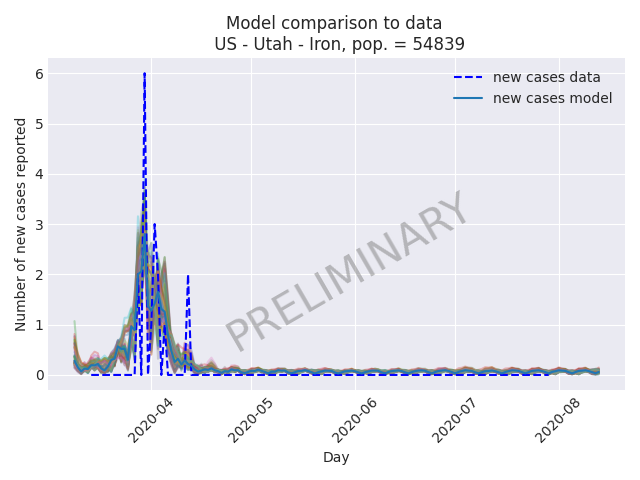 Model comparison to data
US - Utah - Iron, pop. = 54839
new cases data
new cases model
Number of new cases reported
6
5
4
3
2
1
0
PRELIMINARY
2020-04
2020-05
2020-06
2020-07
2020-08
Day